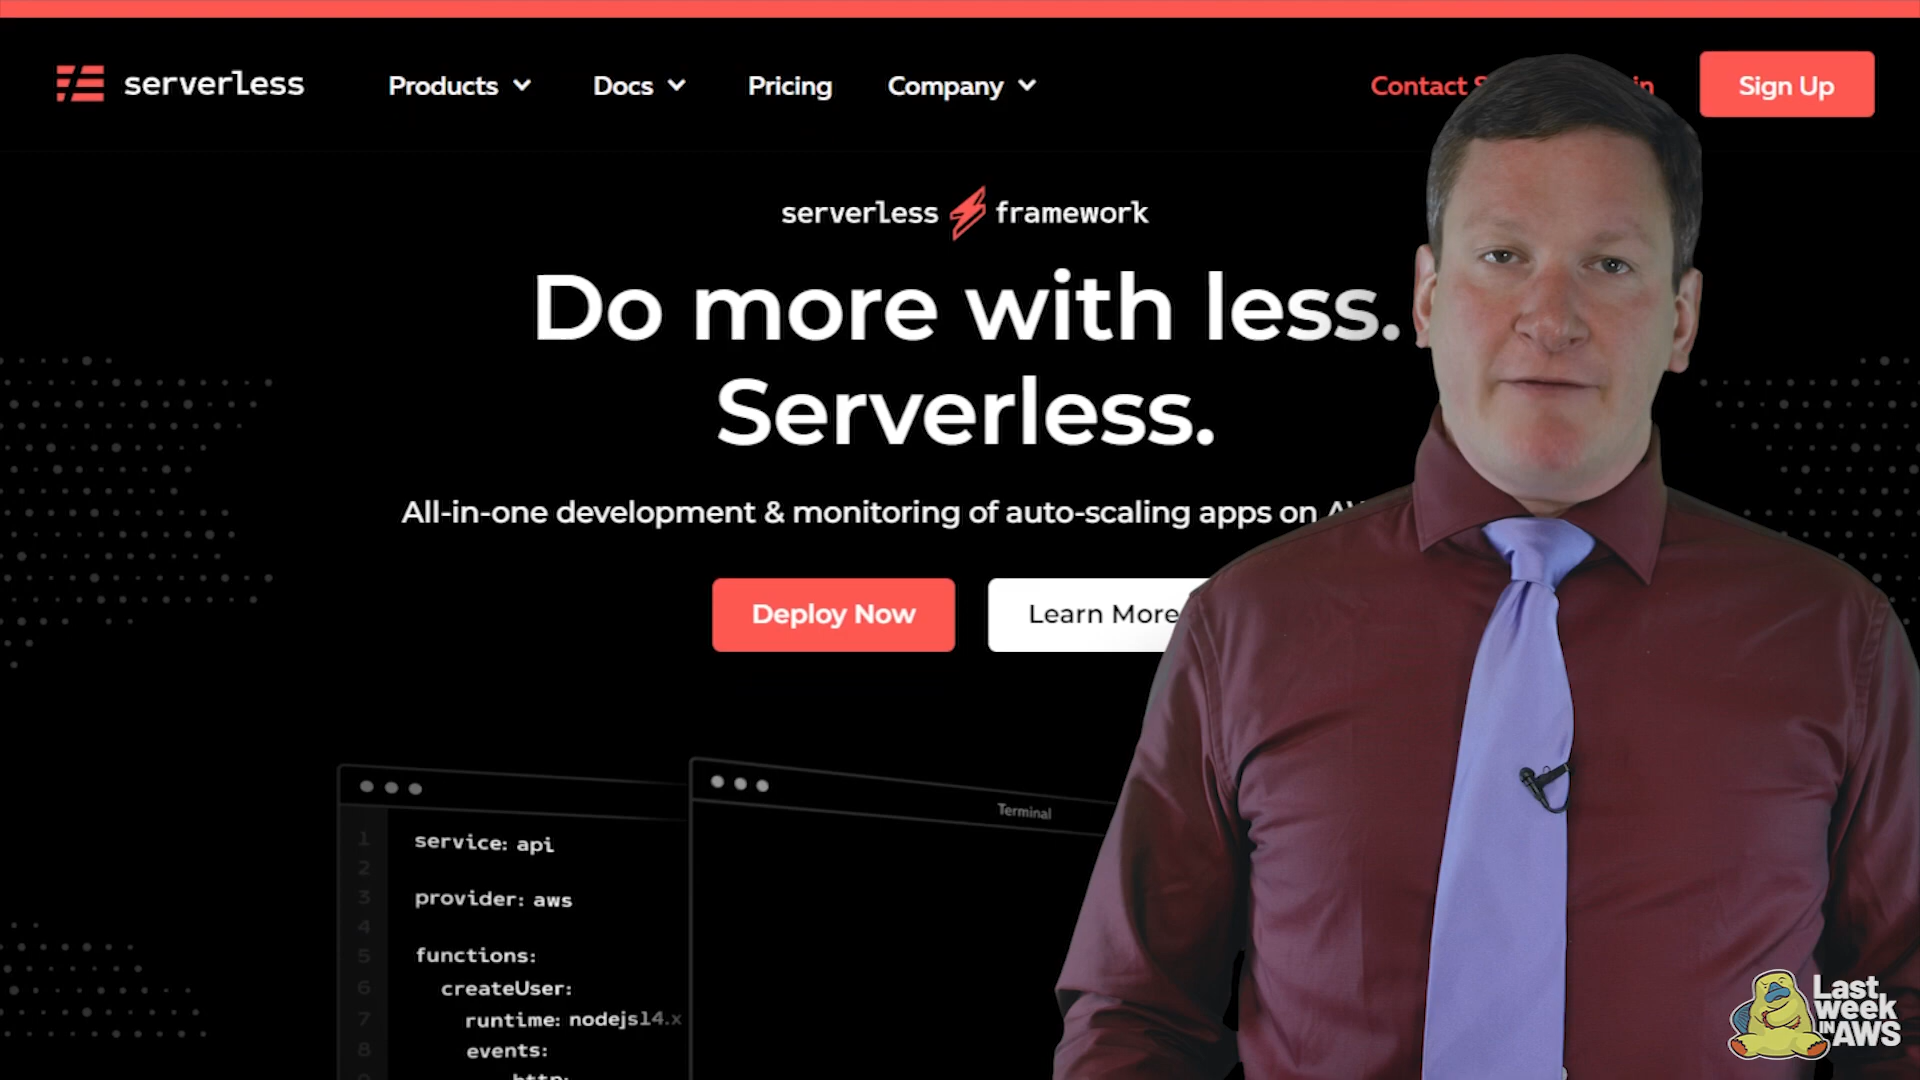 serverless
Products
Docs
Pricing
Company
Contact
Sign Up
serverless framework
Do more with less.
Serverless.
All-in-one development & monitoring of auto-scaling apps on
Deploy Now
Learn More
Terminal
1 service: api
2
3 provider: aws
4
5 functions:
6 createUser:
7 runtime: nodejs14.x
8 events:
Last
week
IN AWS